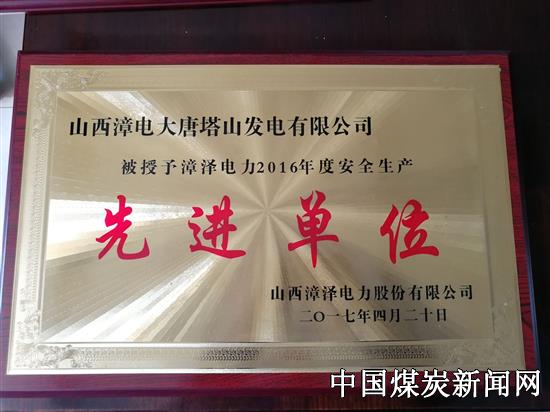 山西漳电大唐塔山发电有限公司
被授予漳泽电力2016年度安全生产
先进单位
山西漳泽电力股份有限公司
二〇一七年四月二十日
中国煤炭新闻网